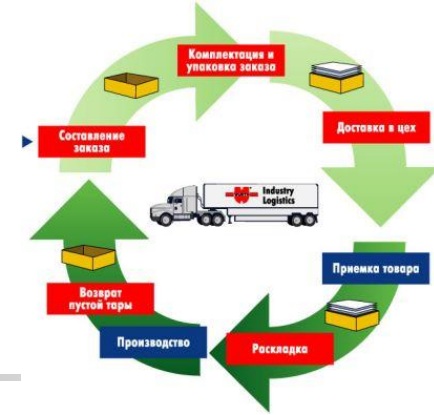 Комплектация и
упаковка заказа
Составление
заказа
Доставка в цех
Industry
Logistics
Приемка товара
Возврат
пустой тары
Производство
Раскладка